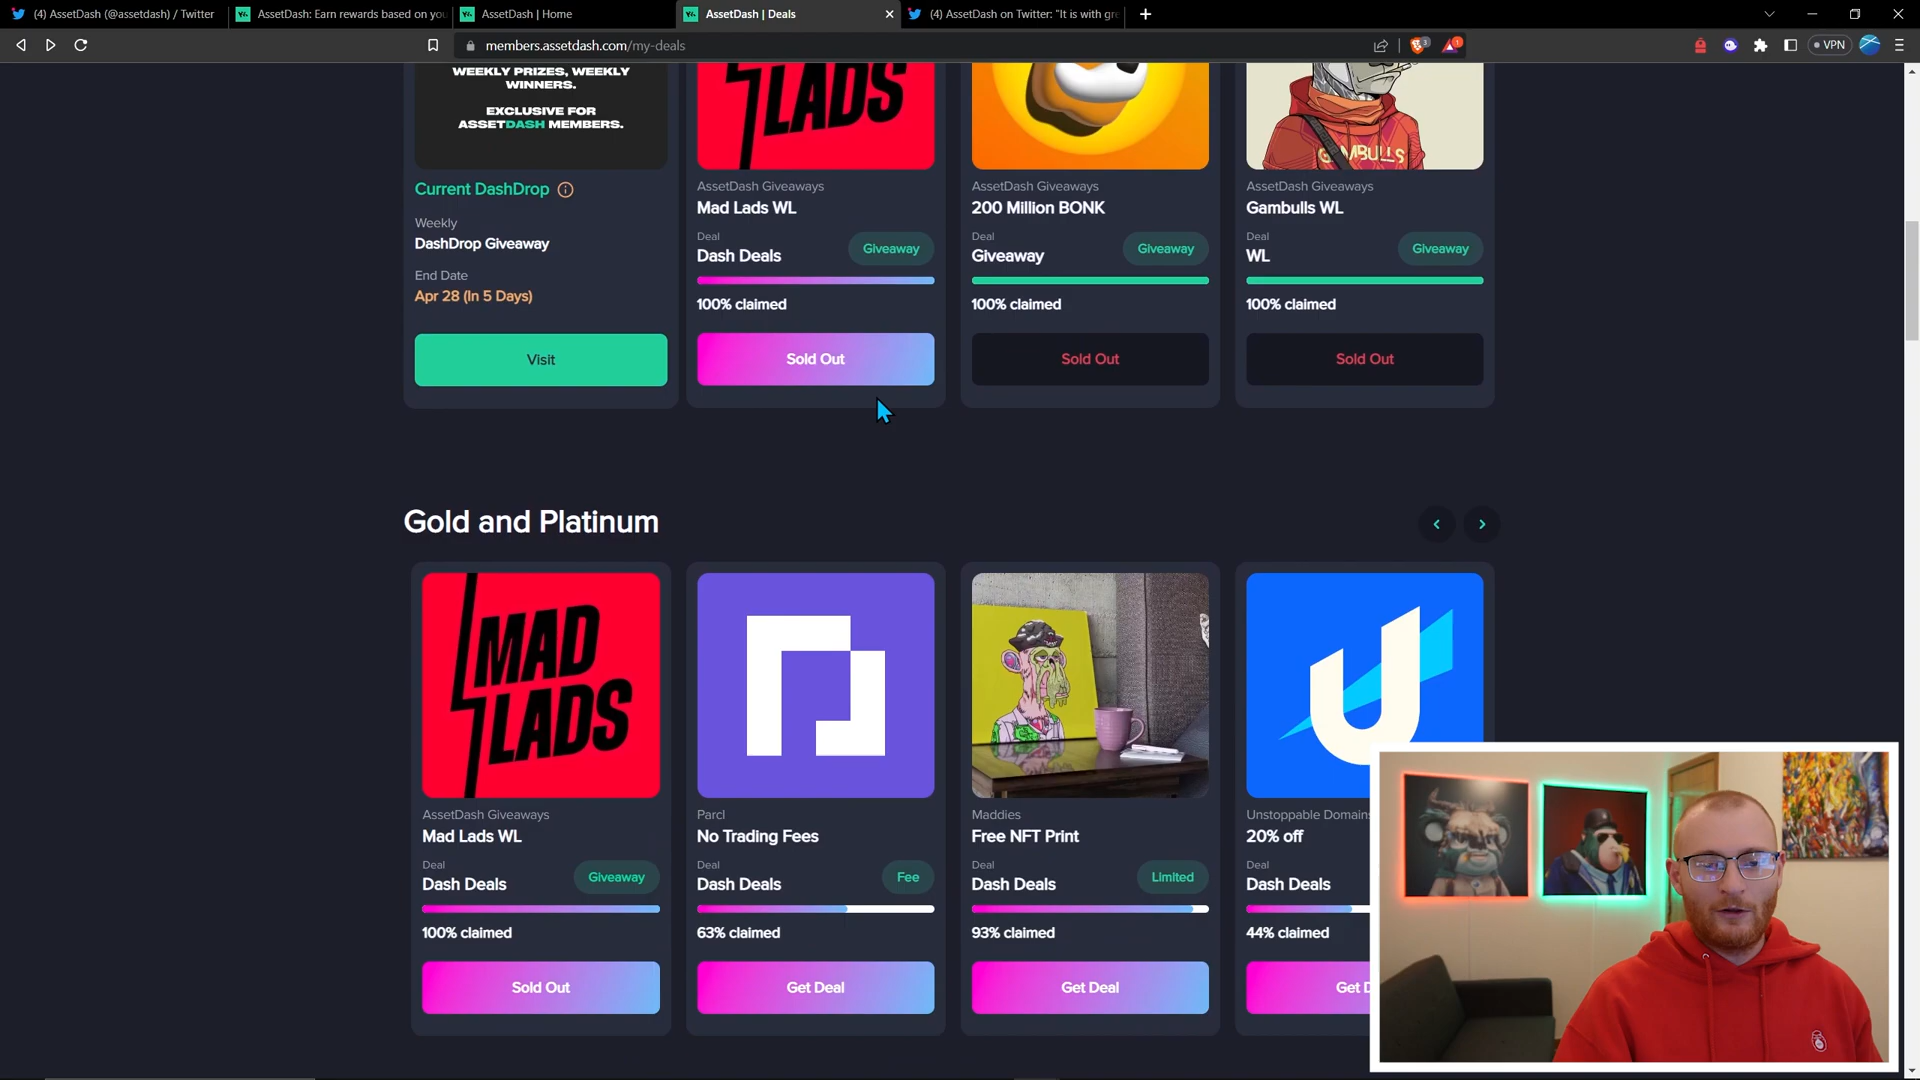 (4) AssetDash (@assetdash) / Twitter
AssetDash: Earn rewards based on you
AssetDash | Home
AssetDash | Deals
(4) AssetDash on Twitter: "It is with gre
members.assetdash.com/my-deals
3
1
VPN
WEEKLY PRIZES, WEEKLY
WINNERS.
EXCLUSIVE FOR
ASSETDASH MEMBERS.
LADS
GAMBULLS
Current DashDrop
Weekly
DashDrop Giveaway
End Date
Apr 28 (In 5 Days)
Visit
AssetDash Giveaways
Mad Lads WL
Deal
Dash Deals
Giveaway
100% claimed
Sold Out
AssetDash Giveaways
200 Million BONK
Deal
Giveaway
Giveaway
100% claimed
Sold Out
AssetDash Giveaways
Gambulls WL
Deal
WL
Giveaway
100% claimed
Sold Out
Gold and Platinum
MAD
LADS
AssetDash Giveaways
Mad Lads WL
Deal
Dash Deals
Giveaway
100% claimed
Sold Out
Parcl
No Trading Fees
Deal
Dash Deals
Fee
63% claimed
Get Deal
Maddies
Free NFT Print
Deal
Dash Deals
Limited
93% claimed
Get Deal
Unstoppable Domain
20% off
Deal
Dash Deals
44% claimed
Get D